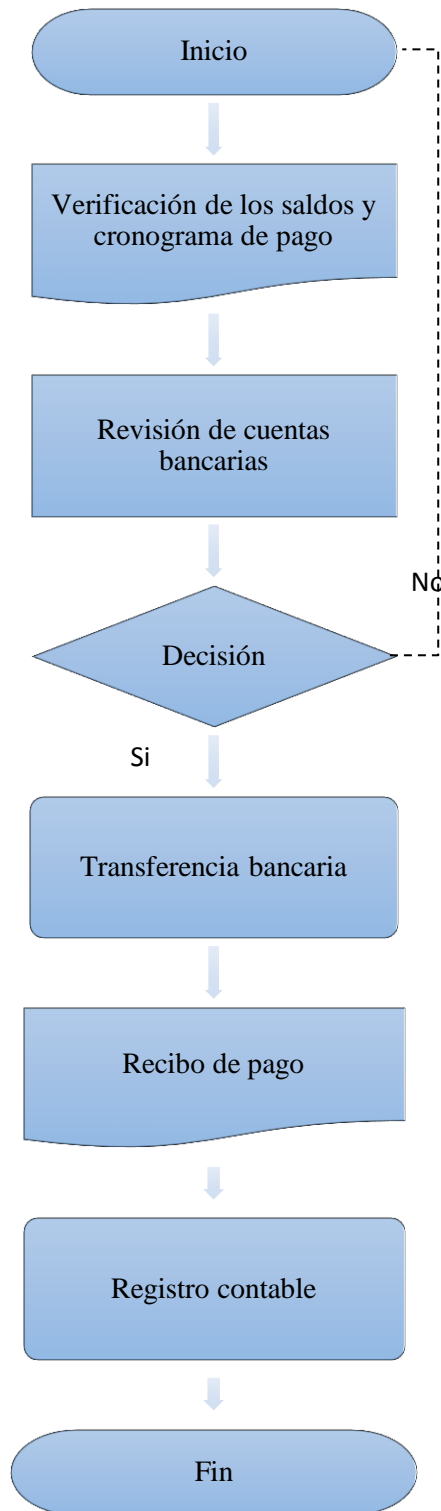 Inicio
Verificación de los saldos y
cronograma de pago
Revisión de cuentas
bancarias
No
Decisión
Si
Transferencia bancaria
Recibo de pago
Registro contable
Fin